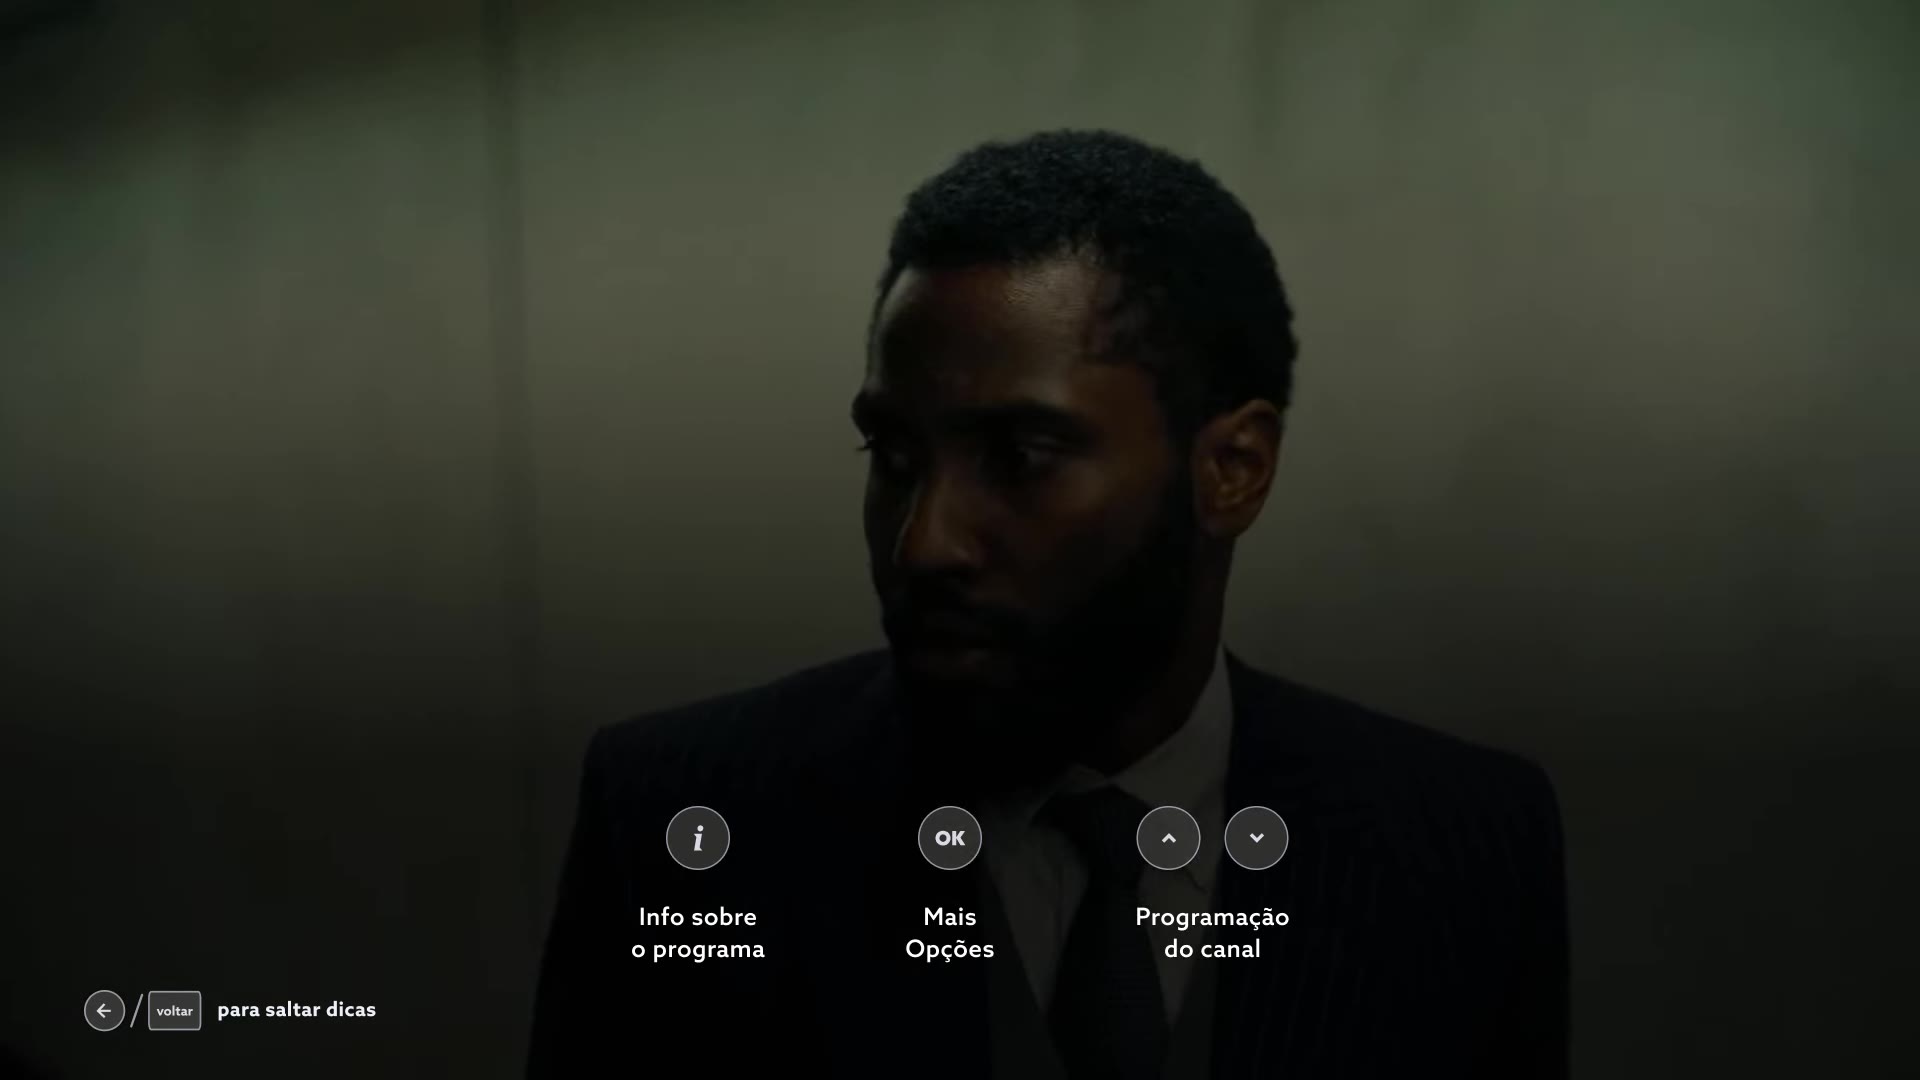 i
OK
Info sobre
o programa
Mais
Opções
Programação
do canal
voltar
para saltar dicas